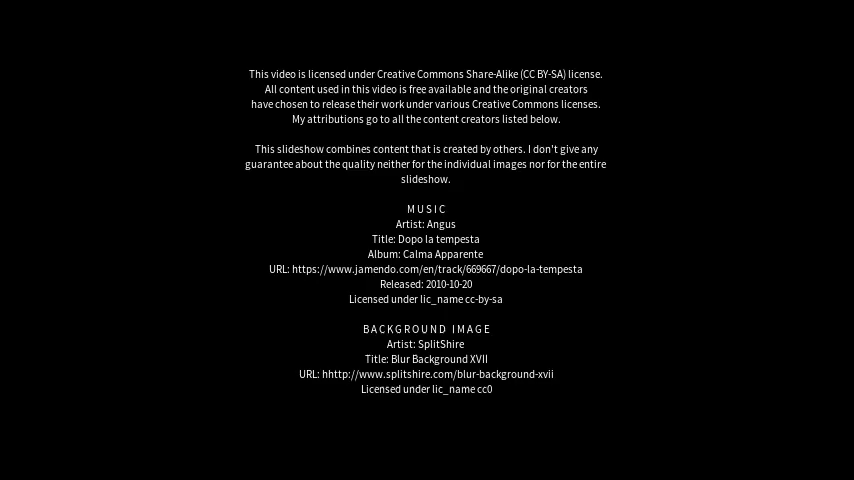 This video is licensed under Creative Commons Share-Alike (CC BY-SA) license.
All content used in this video is free available and the original creators
have chosen to release their work under various Creative Commons licenses.
My attributions go to all the content creators listed below.
This slideshow combines content that is created by others. I don't give any
guarantee about the quality neither for the individual images nor for the entire
slideshow.
MUSIC
Artist: Angus
Title: Dopo la tempesta
Album: Calma Apparente
URL: https://www.jamendo.com/en/track/669667/dopo-la-tempesta
Released: 2010-10-20
Licensed under lic_name cc-by-sa
BACKGROUND IMAGE
Artist: SplitShire
Title: Blur Background XVII
URL: hhttp://www.splitshire.com/blur-background-xvii
Licensed under lic_name cc0